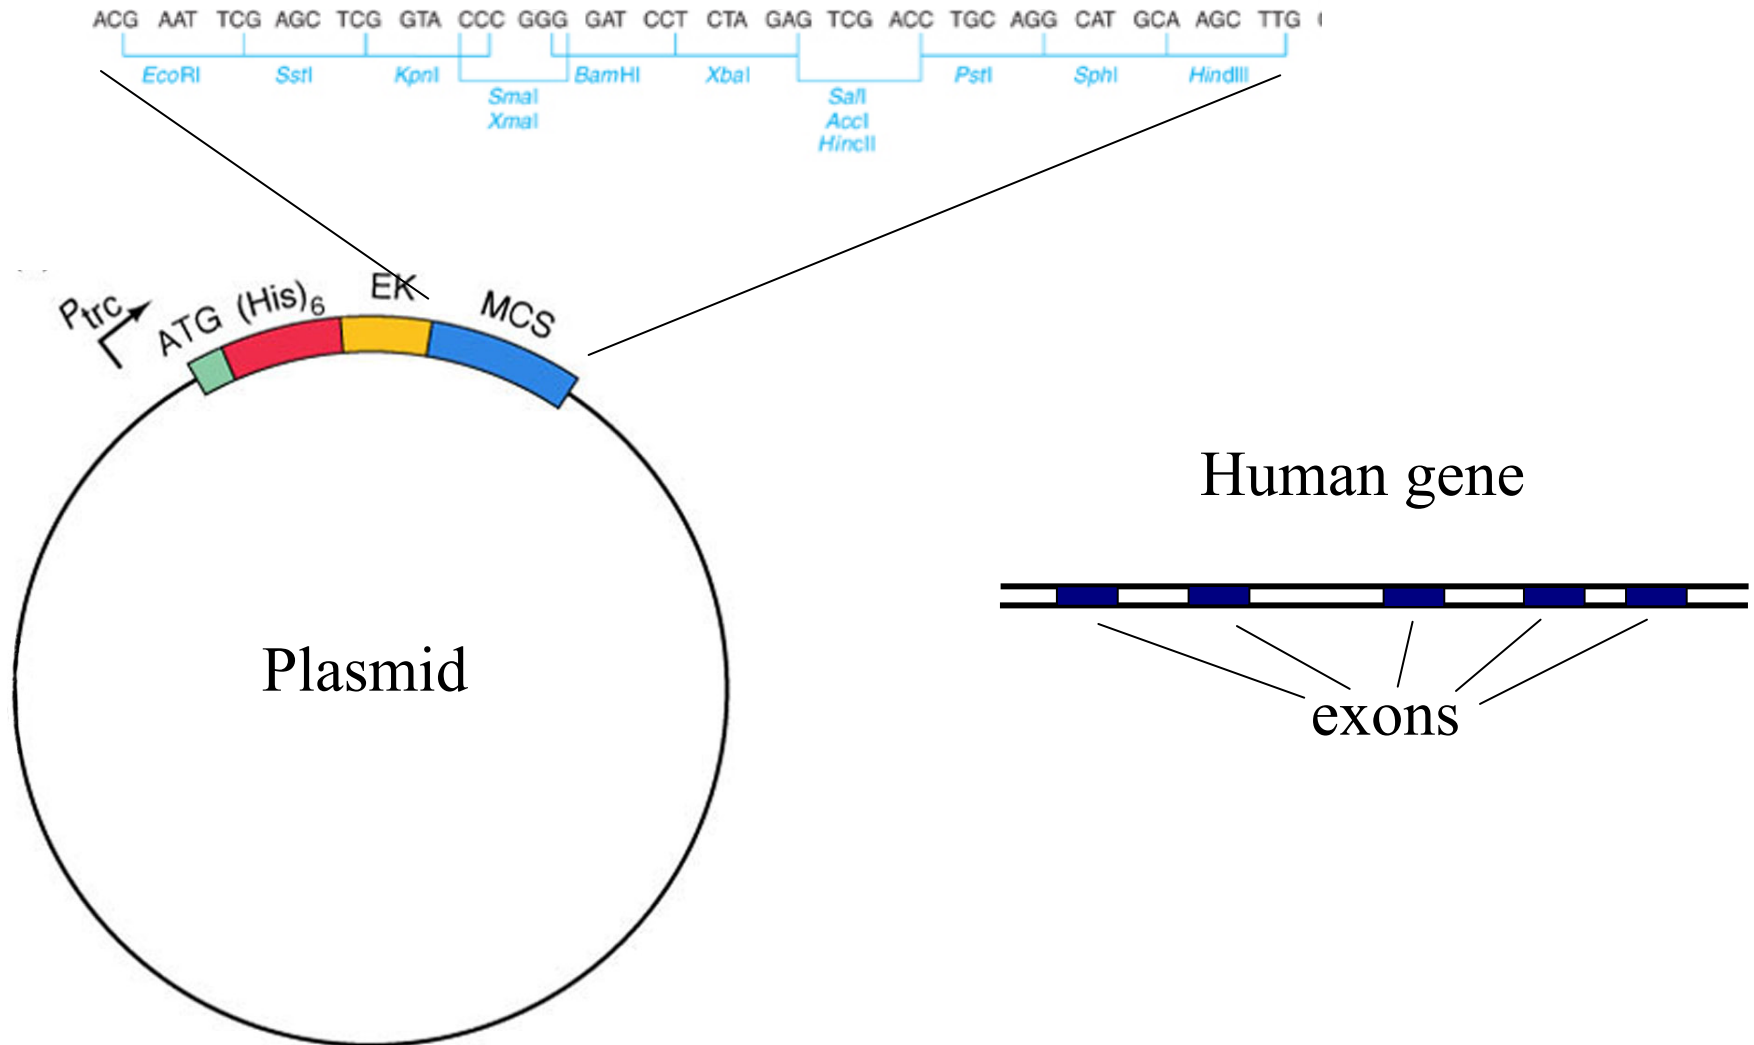 ACG AAT TCG AGC TCG GTA CCC GGG GAT CCT CTA GAG TCG ACC TGC AGG CAT GCA AGC TTG
EcoRI SstI KpnI BamHI XbaI PstI SphI HindIII
SmaI SalI
XmaI AccI
HincII
Ptrc ATG (His)6 EK MCS
Human gene
Plasmid
exons